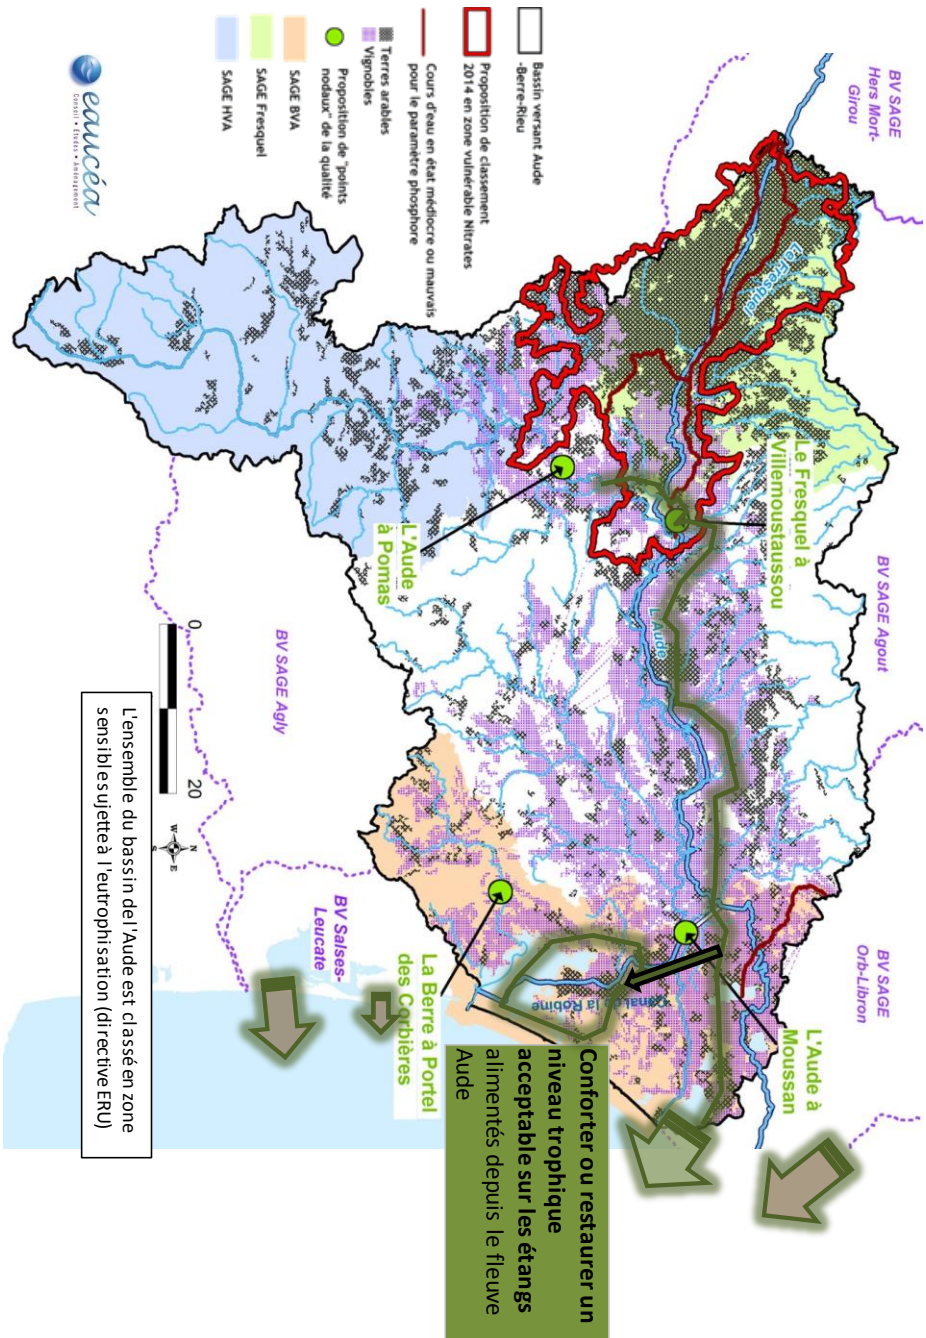 BV SAGE
Hers Mort-
Girou
BV SAGE Agout
BV SAGE
Orb-Libron
Le Fresquel
Le Fresquel à
Villemoustaussou
L'Aude à
Moussan
L'Aude
L'Aude
à Pomas
Canal de la Robine
La Berre à Portel
des Corbières
BV SAGE Agly
BV Salses-
Leucate
Conforter ou restaurer un
niveau trophique
acceptable sur les étangs
alimentés depuis le fleuve
Aude
Bassin versant Aude
-Berre-Rieu
Proposition de classement
2014 en zone vulnérable Nitrates
Cours d'eau en état médiocre ou mauvais
pour le paramètre phosphore
Terres arables
Vignobles
Proposition de "points
nodaux" de la qualité
SAGE BVA
SAGE Fresquel
SAGE HVA
0
20
N
W
E
S
L'ensemble du bassin de l'Aude est classé en zone
sensible sujette à l'eutrophisation (directive ERU)
eaucéa
Conseil • Études • Aménagement